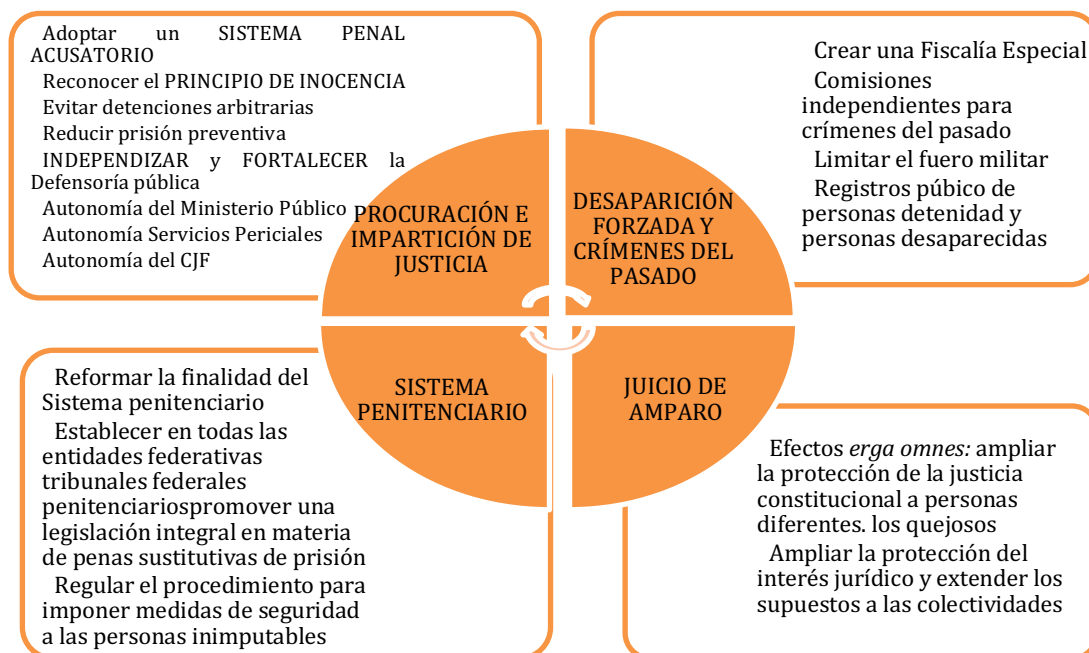 Adoptar un SISTEMA PENAL
ACUSATORIO
Reconocer el PRINCIPIO DE INOCENCIA
Evitar detenciones arbitrarias
Reducir prisión preventiva
INDEPENDIZAR y FORTALECER la
Defensoría pública
Autonomía del Ministerio Público
Autonomía Servicios Periciales
Autonomía del CJF
PROCURACIÓN E
IMPARTICIÓN DE
JUSTICIA
DESAPARICIÓN
FORZADA Y
CRÍMENES DEL
PASADO
Crear una Fiscalía Especial
Comisiones
independientes para
crímenes del pasado
Limitar el fuero militar
Registros púbico de
personas detenidad y
personas desaparecidas
Reformar la finalidad del
Sistema penitenciario
Establecer en todas las
entidades federativas
tribunales federales
penitenciariospromover una
legislación integral en materia
de penas sustitutivas de prisión
Regular el procedimiento para
imponer medidas de seguridad
a las personas inimputables
SISTEMA
PENITENCIARIO
JUICIO DE
AMPARO
Efectos erga omnes: ampliar
la protección de la justicia
constitucional a personas
diferentes. los quejosos
Ampliar la protección del
interés jurídico y extender los
supuestos a las colectividades